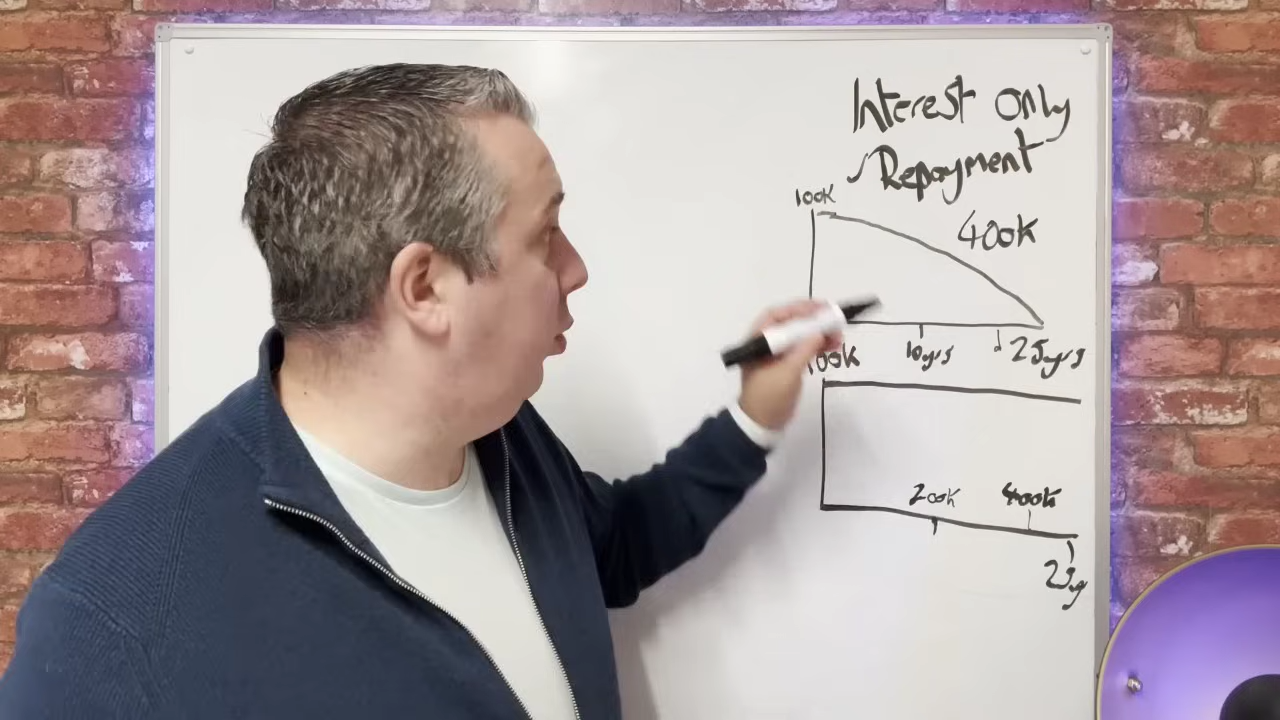 Interest only
Repayment
100K
400K
10yrs
25yrs
100K
200K
400K
25y